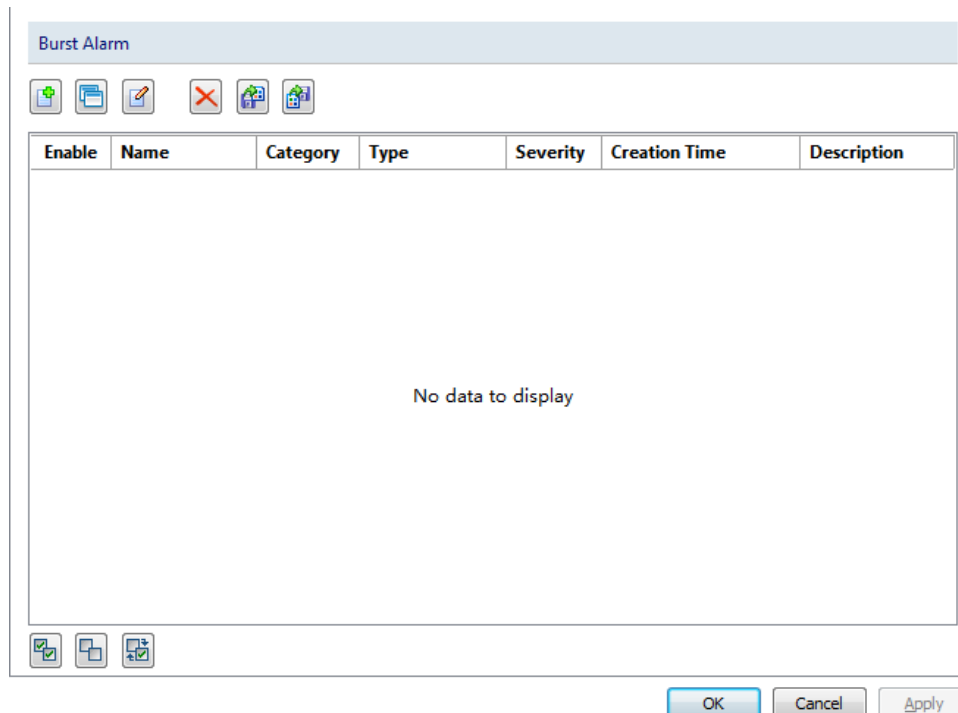 Burst Alarm
Enable Name Category Type Severity Creation Time Description
No data to display
OK Cancel Apply